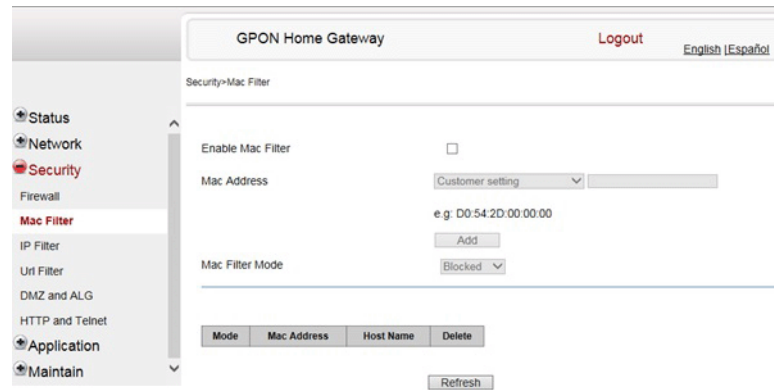 GPON Home Gateway
Logout
English |Español
Security>Mac Filter
Status
Network
Security
Firewall
Mac Filter
IP Filter
Url Filter
DMZ and ALG
HTTP and Telnet
Application
Maintain
Enable Mac Filter
Mac Address
Customer setting
e.g: D0:54:2D:00:00:00
Add
Mac Filter Mode
Blocked
Mode Mac Address Host Name Delete
Refresh